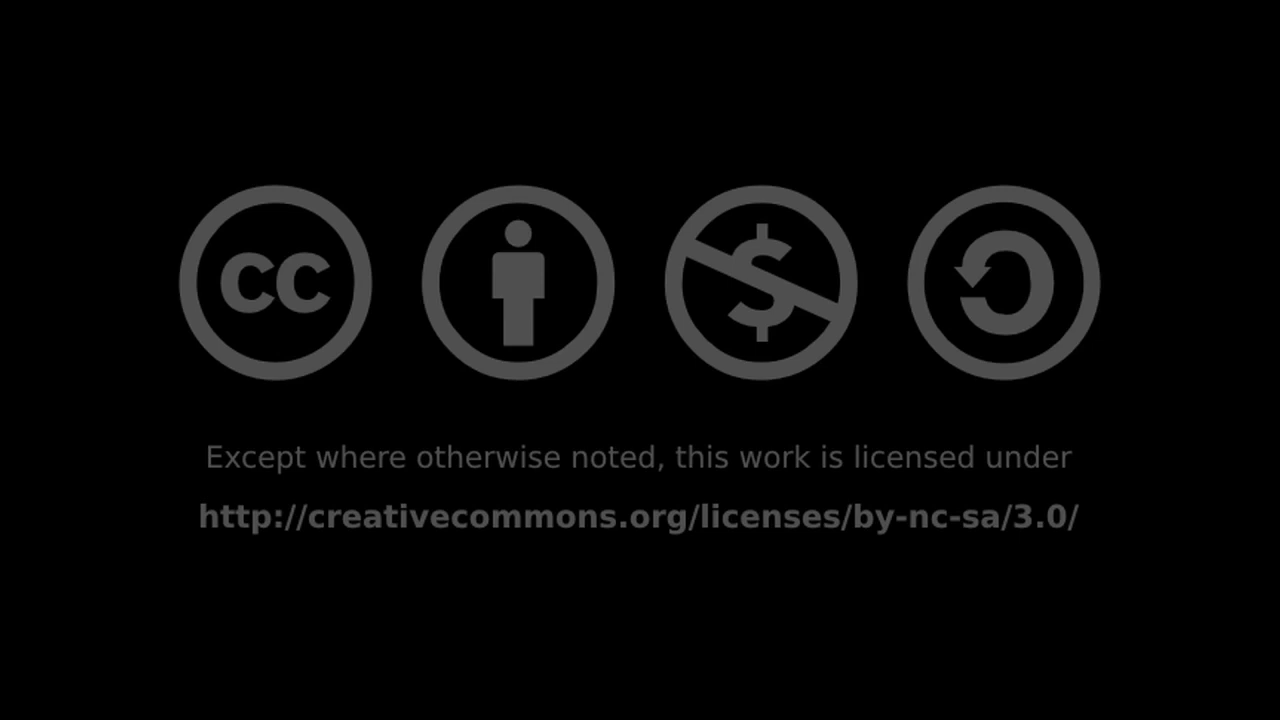 cc
Except where otherwise noted, this work is licensed under
http://creativecommons.org/licenses/by-nc-sa/3.0/